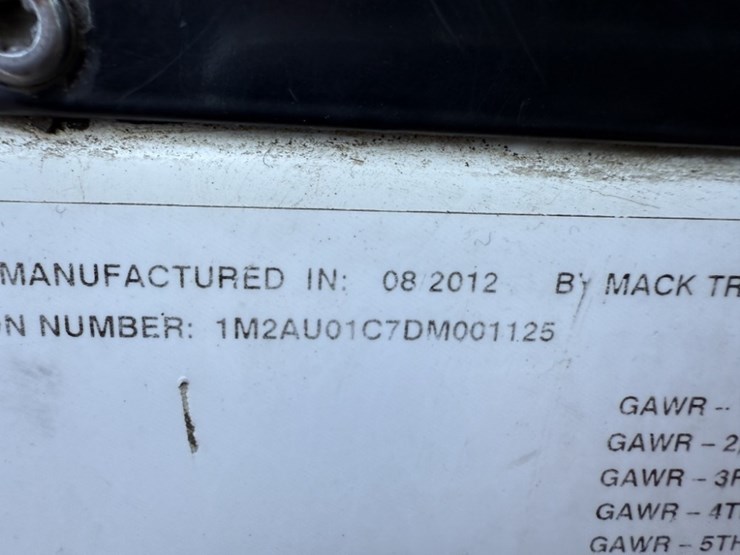 MANUFACTURED IN: 08/2012 BY MACK TR
N NUMBER: 1M2AU01C7DM001125
GAWR -
GAWR - 2
GAWR - 3R
GAWR - 4T
GAWR - 5TH